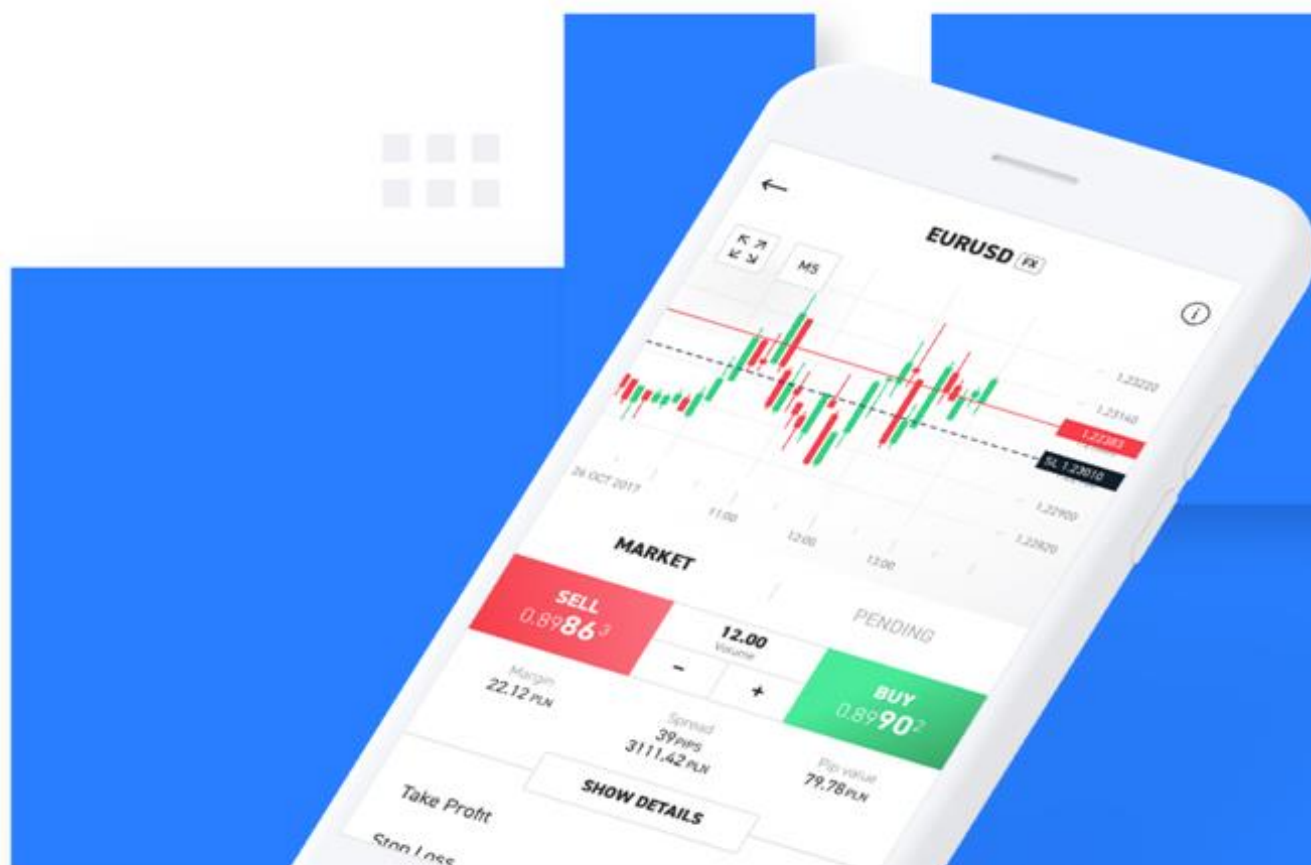 EURUSD FX
M5
1,23220
1,23140
1,22383
SL 1,23010
1,22900
1,22820
26 OCT 2017
11:00
12:00
13:00
MARKET
PENDING
SELL
0.89863
12.00
Volume
-
+
BUY
0.89902
Margin
22,12 PLN
Spread
39 PIPS
3111,42 PLN
Pip value
79,78 PLN
SHOW DETAILS
Take Profit
Stop Loss